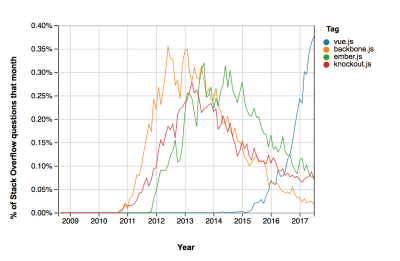 0.40%
0.35%
0.30%
0.25%
0.20%
0.15%
0.10%
0.05%
0.00%
% of Stack Overflow questions that month
2009 2010 2011 2012 2013 2014 2015 2016 2017
Year
Tag
vue.js
backbone.js
ember.js
knockout.js